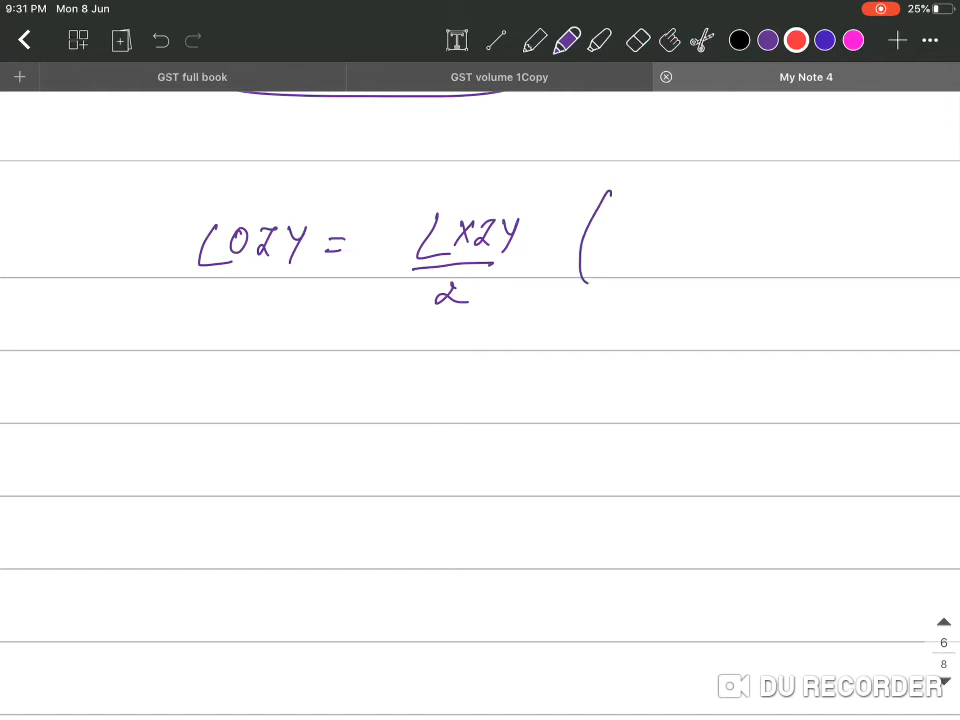 9:31 PM Mon 8 Jun 25%
GST full book GST volume 1Copy My Note 4
∠OZY = ∠XZY (
2
6
8
DU RECORDER